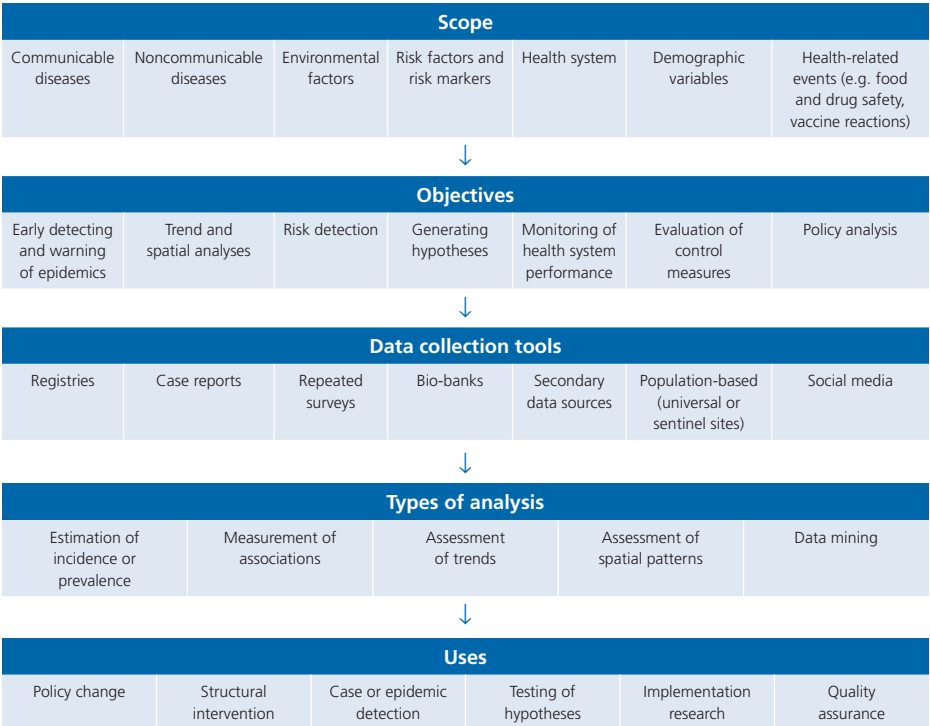 Scope
Communicable diseases
Noncommunicable diseases
Environmental factors
Risk factors and risk markers
Health system
Demographic variables
Health-related events (e.g. food and drug safety, vaccine reactions)
↓
Objectives
Early detecting and warning of epidemics
Trend and spatial analyses
Risk detection
Generating hypotheses
Monitoring of health system performance
Evaluation of control measures
Policy analysis
↓
Data collection tools
Registries
Case reports
Repeated surveys
Bio-banks
Secondary data sources
Population-based (universal or sentinel sites)
Social media
↓
Types of analysis
Estimation of incidence or prevalence
Measurement of associations
Assessment of trends
Assessment of spatial patterns
Data mining
↓
Uses
Policy change
Structural intervention
Case or epidemic detection
Testing of hypotheses
Implementation research
Quality assurance